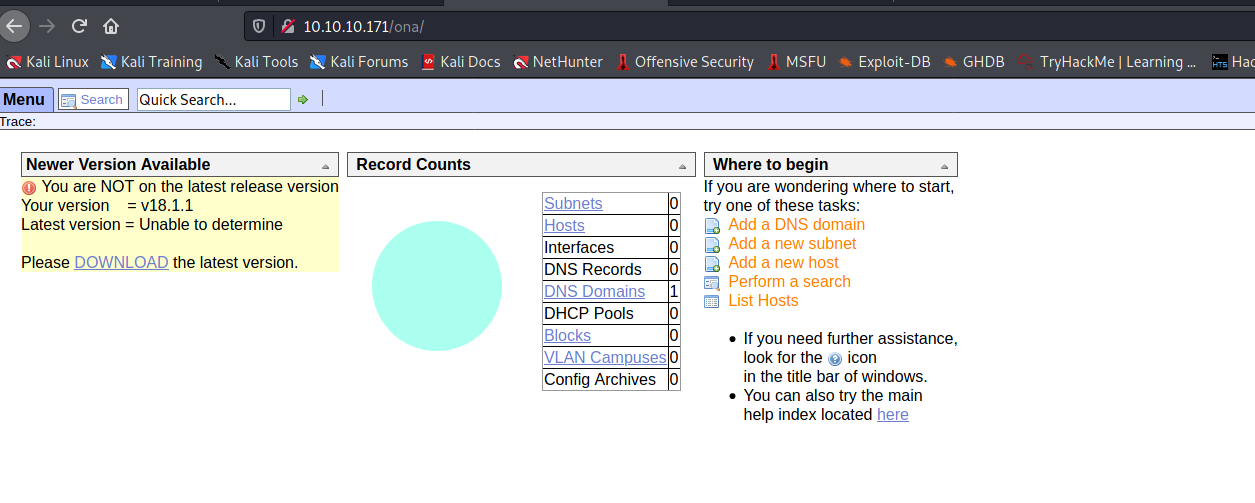 10.10.10.171/ona/
Kali Linux Kali Training Kali Tools Kali Forums Kali Docs NetHunter Offensive Security MSFU Exploit-DB GHDB TryHackMe | Learning ... HTS Hac
Menu Search Quick Search...
Trace:
Newer Version Available
You are NOT on the latest release version
Your version = v18.1.1
Latest version = Unable to determine
Please DOWNLOAD the latest version.
Record Counts
Subnets 0
Hosts 0
Interfaces 0
DNS Records 0
DNS Domains 1
DHCP Pools 0
Blocks 0
VLAN Campuses 0
Config Archives 0
Where to begin
If you are wondering where to start,
try one of these tasks:
Add a DNS domain
Add a new subnet
Add a new host
Perform a search
List Hosts
• If you need further assistance,
look for the ? icon
in the title bar of windows.
• You can also try the main
help index located here